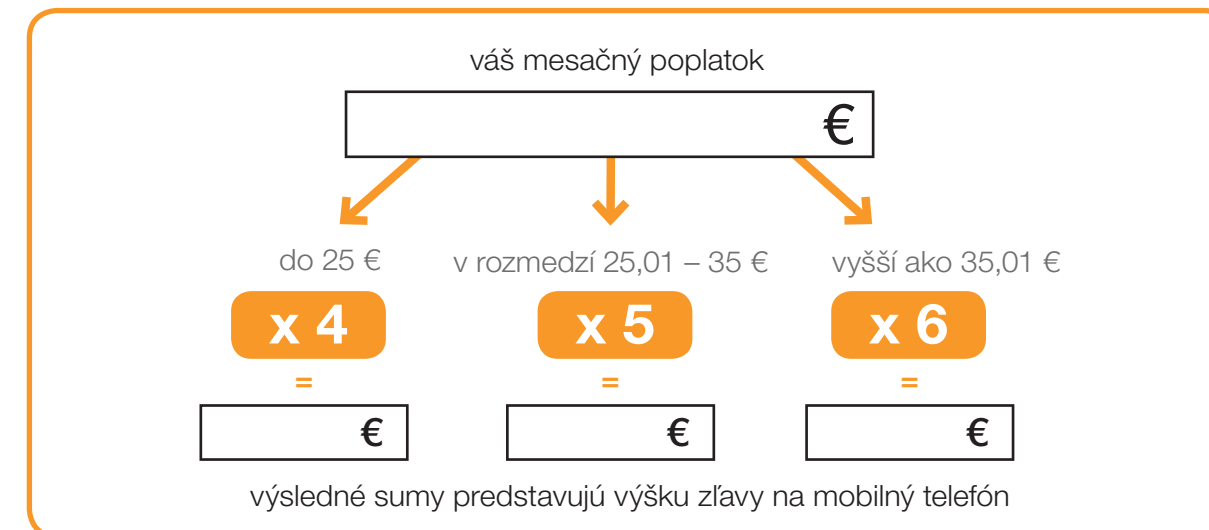 váš mesačný poplatok
€
do 25 € v rozmedzí 25,01 – 35 € vyšší ako 35,01 €
x 4 x 5 x 6
= = =
€ € €
výsledné sumy predstavujú výšku zľavy na mobilný telefón